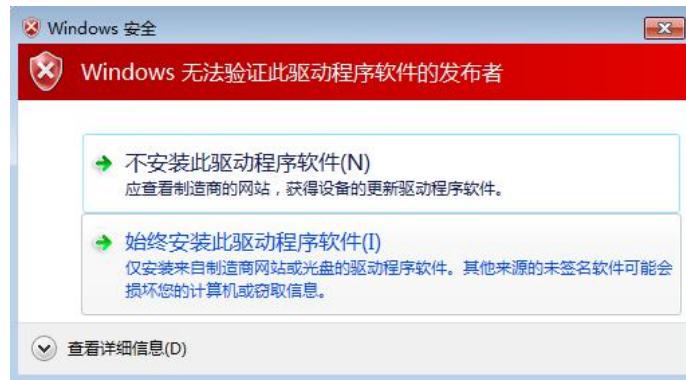 Windows 安全
Windows 无法验证此驱动程序软件的发布者
不安装此驱动程序软件(N)
应查看制造商的网站，获得设备的更新驱动程序软件。
始终安装此驱动程序软件(I)
仅安装来自制造商网站或光盘的驱动程序软件。其他来源的未签名软件可能会
损坏您的计算机或窃取信息。
查看详细信息(D)